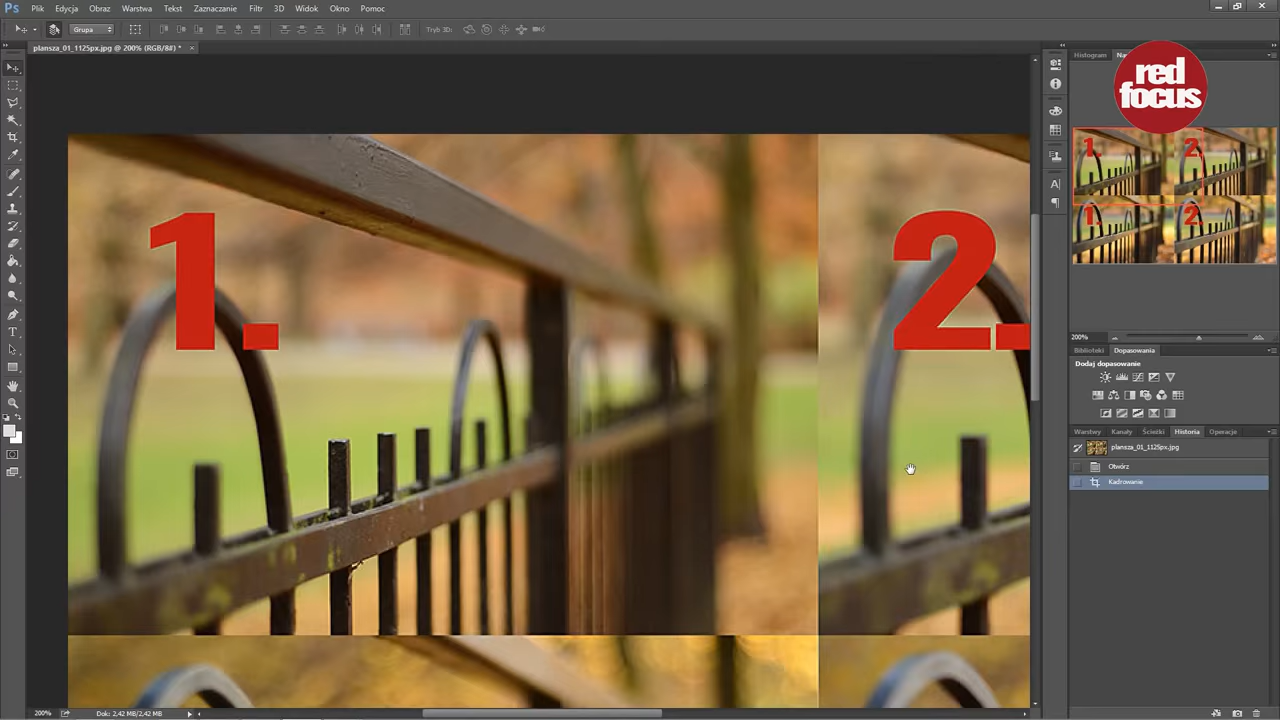 Ps Plik Edycja Obraz Warstwa Tekst Zaznaczanie Filtr 3D Widok Okno Pomoc
Grupa Tryb 3D:
plansza_01_1125px.jpg @ 200% (RGB/8#) * ×
Histogram
red
focus
1. 2.
1. 2.
1. 2.
200%
Biblioteki Dopasowania
Dodaj dopasowanie
Warstwy Kanały Ścieżki Historia Operacje
plansza_01_1125px.jpg
Otwórz
Kadrowanie
200% Dok: 2,42 MB/2,42 MB